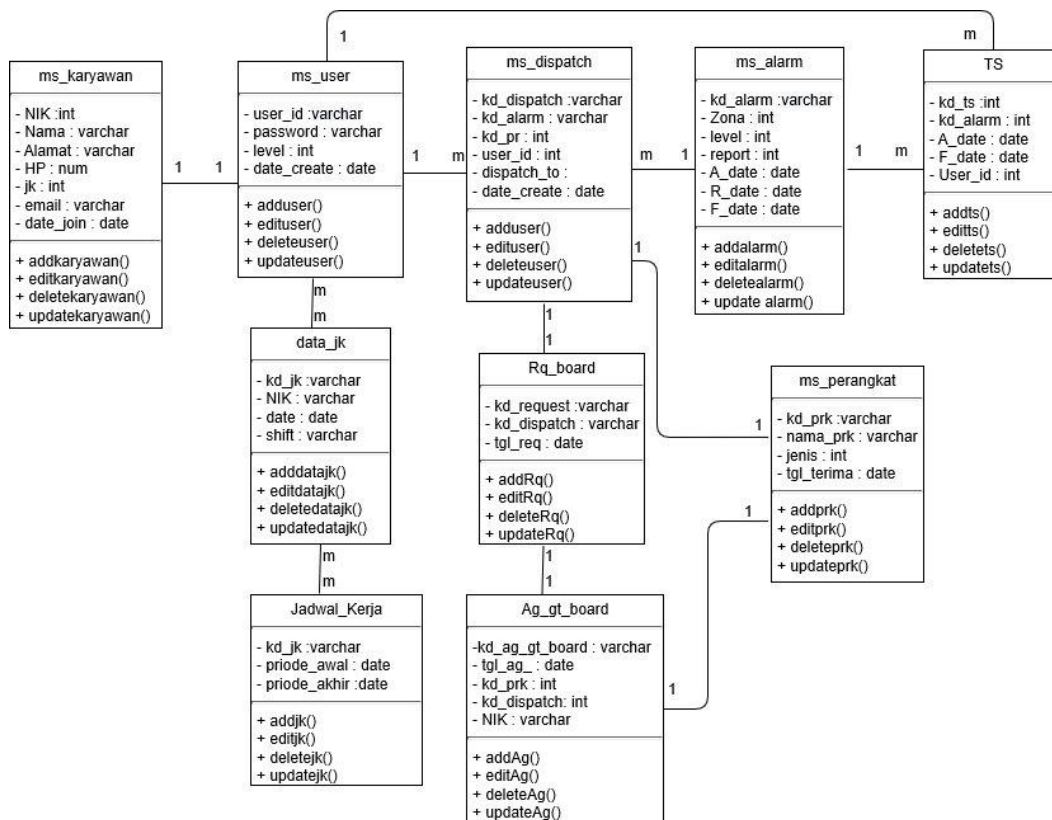 1
m
ms_karyawan
- NIK :int
- Nama : varchar
- Alamat : varchar
- HP : num
- jk : int
- email : varchar
- date_join : date
+ addkaryawan()
+ editkaryawan()
+ deletekaryawan()
+ updatekaryawan()
1
1
ms_user
- user_id :varchar
- password : varchar
- level : int
- date_create : date
+ adduser()
+ edituser()
+ deleteuser()
+ updateuser()
1
m
ms_dispatch
- kd_dispatch :varchar
- kd_alarm : varchar
- kd_pr : int
- user_id : int
- dispatch_to :
- date_create : date
+ adduser()
+ edituser()
+ deleteuser()
+ updateuser()
m
1
ms_alarm
- kd_alarm :varchar
- Zona : int
- level : int
- report : int
- A_date : date
- R_date : date
- F_date : date
+ addalarm()
+ editalarm()
+ deletealarm()
+ update alarm()
1
m
TS
- kd_ts :int
- kd_alarm : int
- A_date : date
- F_date : date
- User_id : int
+ addts()
+ editts()
+ deletets()
+ updatets()
m
m
data_jk
- kd_jk :varchar
- NIK : varchar
- date : date
- shift : varchar
+ adddatajk()
+ editdatajk()
+ deletedatajk()
+ updatedatajk()
m
m
Jadwal_Kerja
- kd_jk :varchar
- priode_awal : date
- priode_akhir :date
+ addjk()
+ editjk()
+ deletejk()
+ updatejk()
1
1
Rq_board
- kd_request :varchar
- kd_dispatch : varchar
- tgl_req : date
+ addRq()
+ editRq()
+ deleteRq()
+ updateRq()
1
1
Ag_gt_board
-kd_ag_gt_board : varchar
- tgl_ag_ : date
- kd_prk : int
- kd_dispatch: int
- NIK : varchar
+ addAg()
+ editAg()
+ deleteAg()
+ updateAg()
1
1
ms_perangkat
- kd_prk :varchar
- nama_prk : varchar
- jenis : int
- tgl_terima : date
+ addprk()
+ editprk()
+ deleteprk()
+ updateprk()
1
1